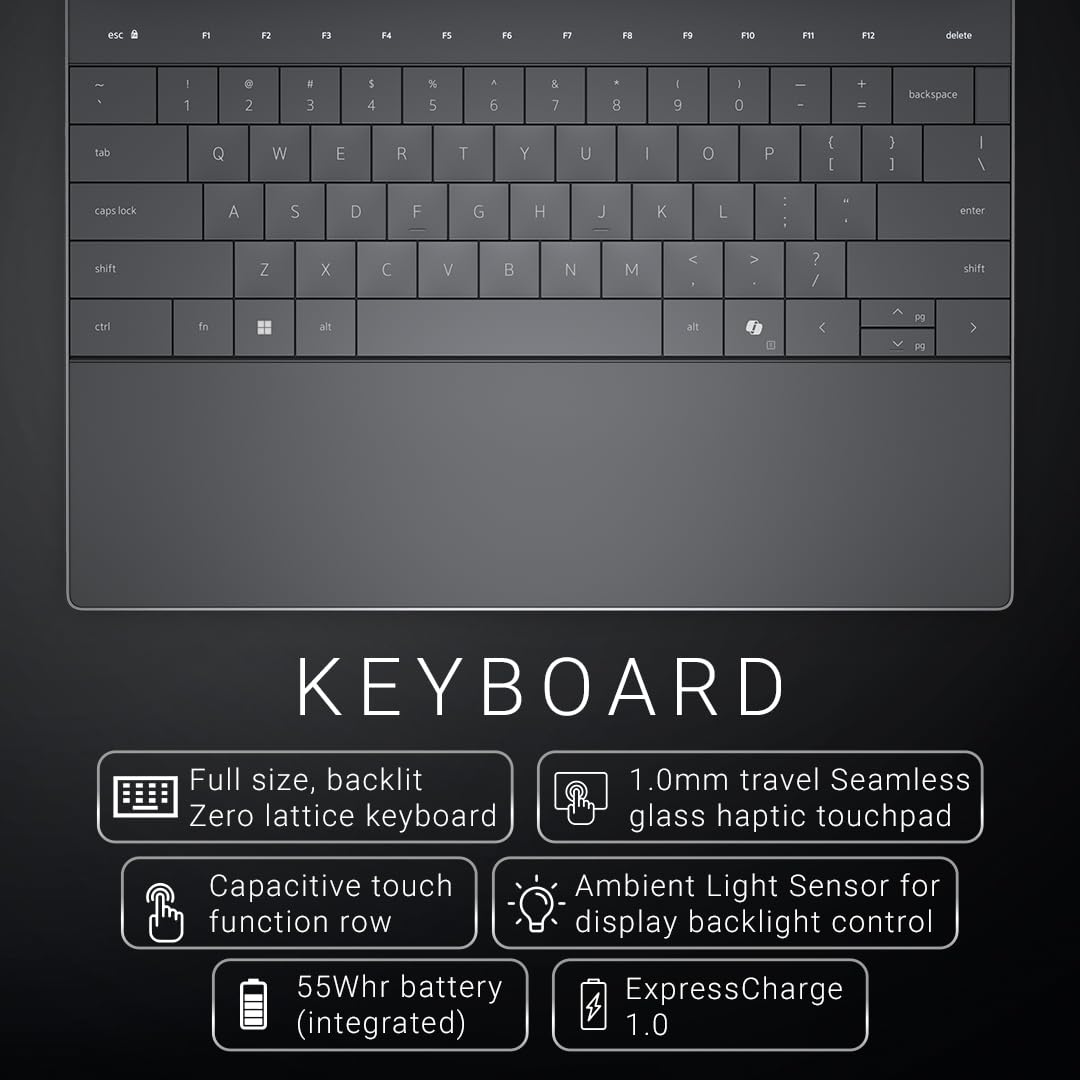 esc F1 F2 F3 F4 F5 F6 F7 F8 F9 F10 F11 F12 delete
~ ! @ # $ % ^ & * ( ) — +
` 1 2 3 4 5 6 7 8 9 0 - = backspace
tab Q W E R T Y U I O P { } |
[ ] \
caps lock A S D F G H J K L : “ enter
; ‘
shift Z X C V B N M < > ? shift
, . /
ctrl fn alt alt < ^ pg >
pg
KEYBOARD
Full size, backlit
Zero lattice keyboard
1.0mm travel Seamless
glass haptic touchpad
Capacitive touch
function row
Ambient Light Sensor for
display backlight control
55Whr battery
(integrated)
ExpressCharge
1.0